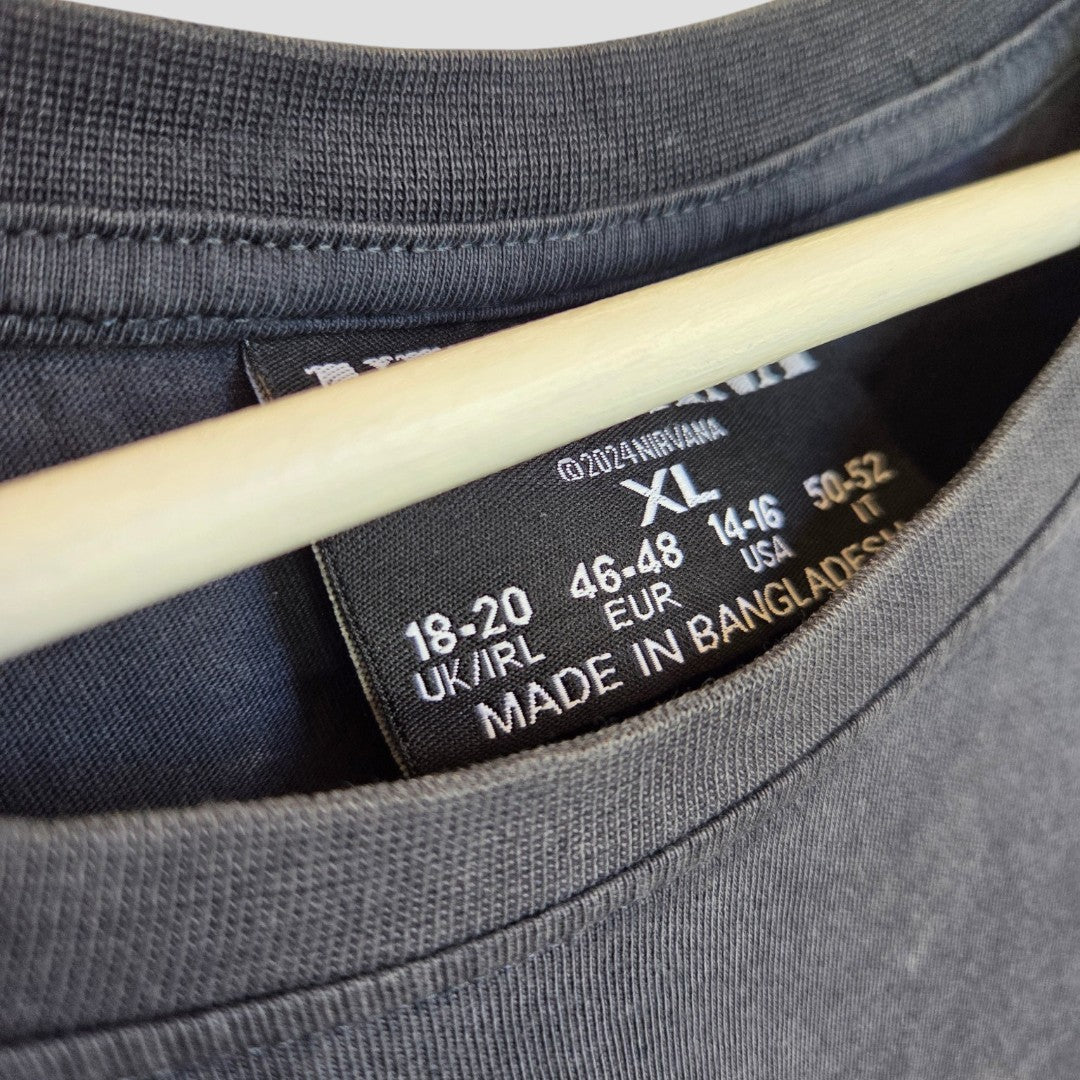 ©2024 NIRVANA
XL
18-20 46-48 14-16 50-52
UK/IRL EUR USA IT
MADE IN BANGLADESH